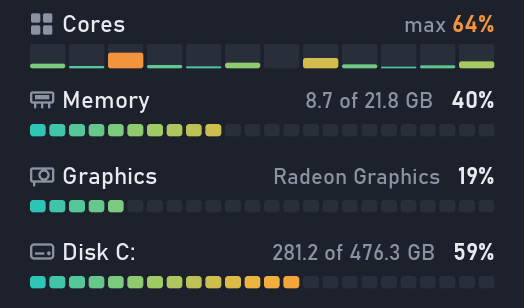 Cores max 64%
Memory 8.7 of 21.8 GB 40%
Graphics Radeon Graphics 19%
Disk C: 281.2 of 476.3 GB 59%